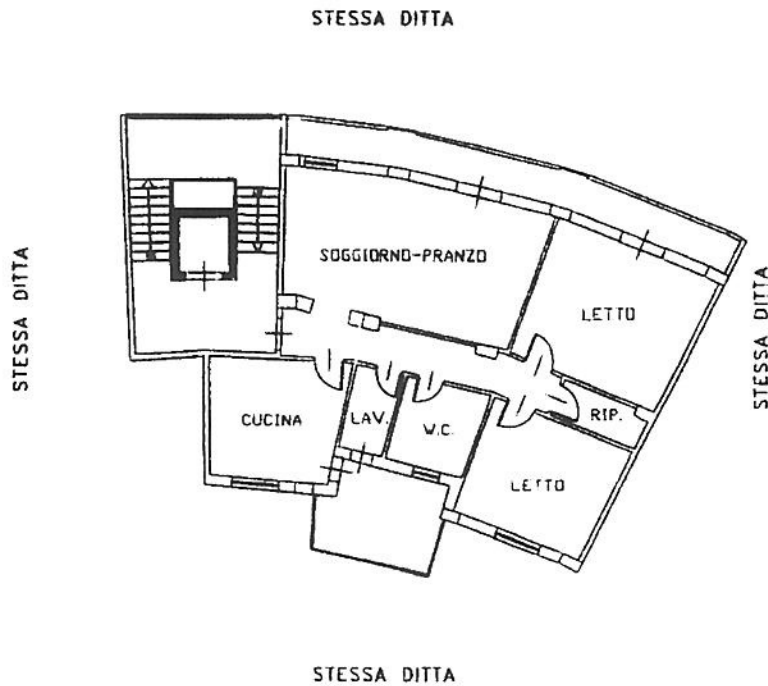 STESSA DITTA
SOGGIORNO-PRANZO
STESSA DITTA
STESSA DITTA
LETTO
CUCINA
LAV.
W.C.
RIP.
LETTO
STESSA DITTA